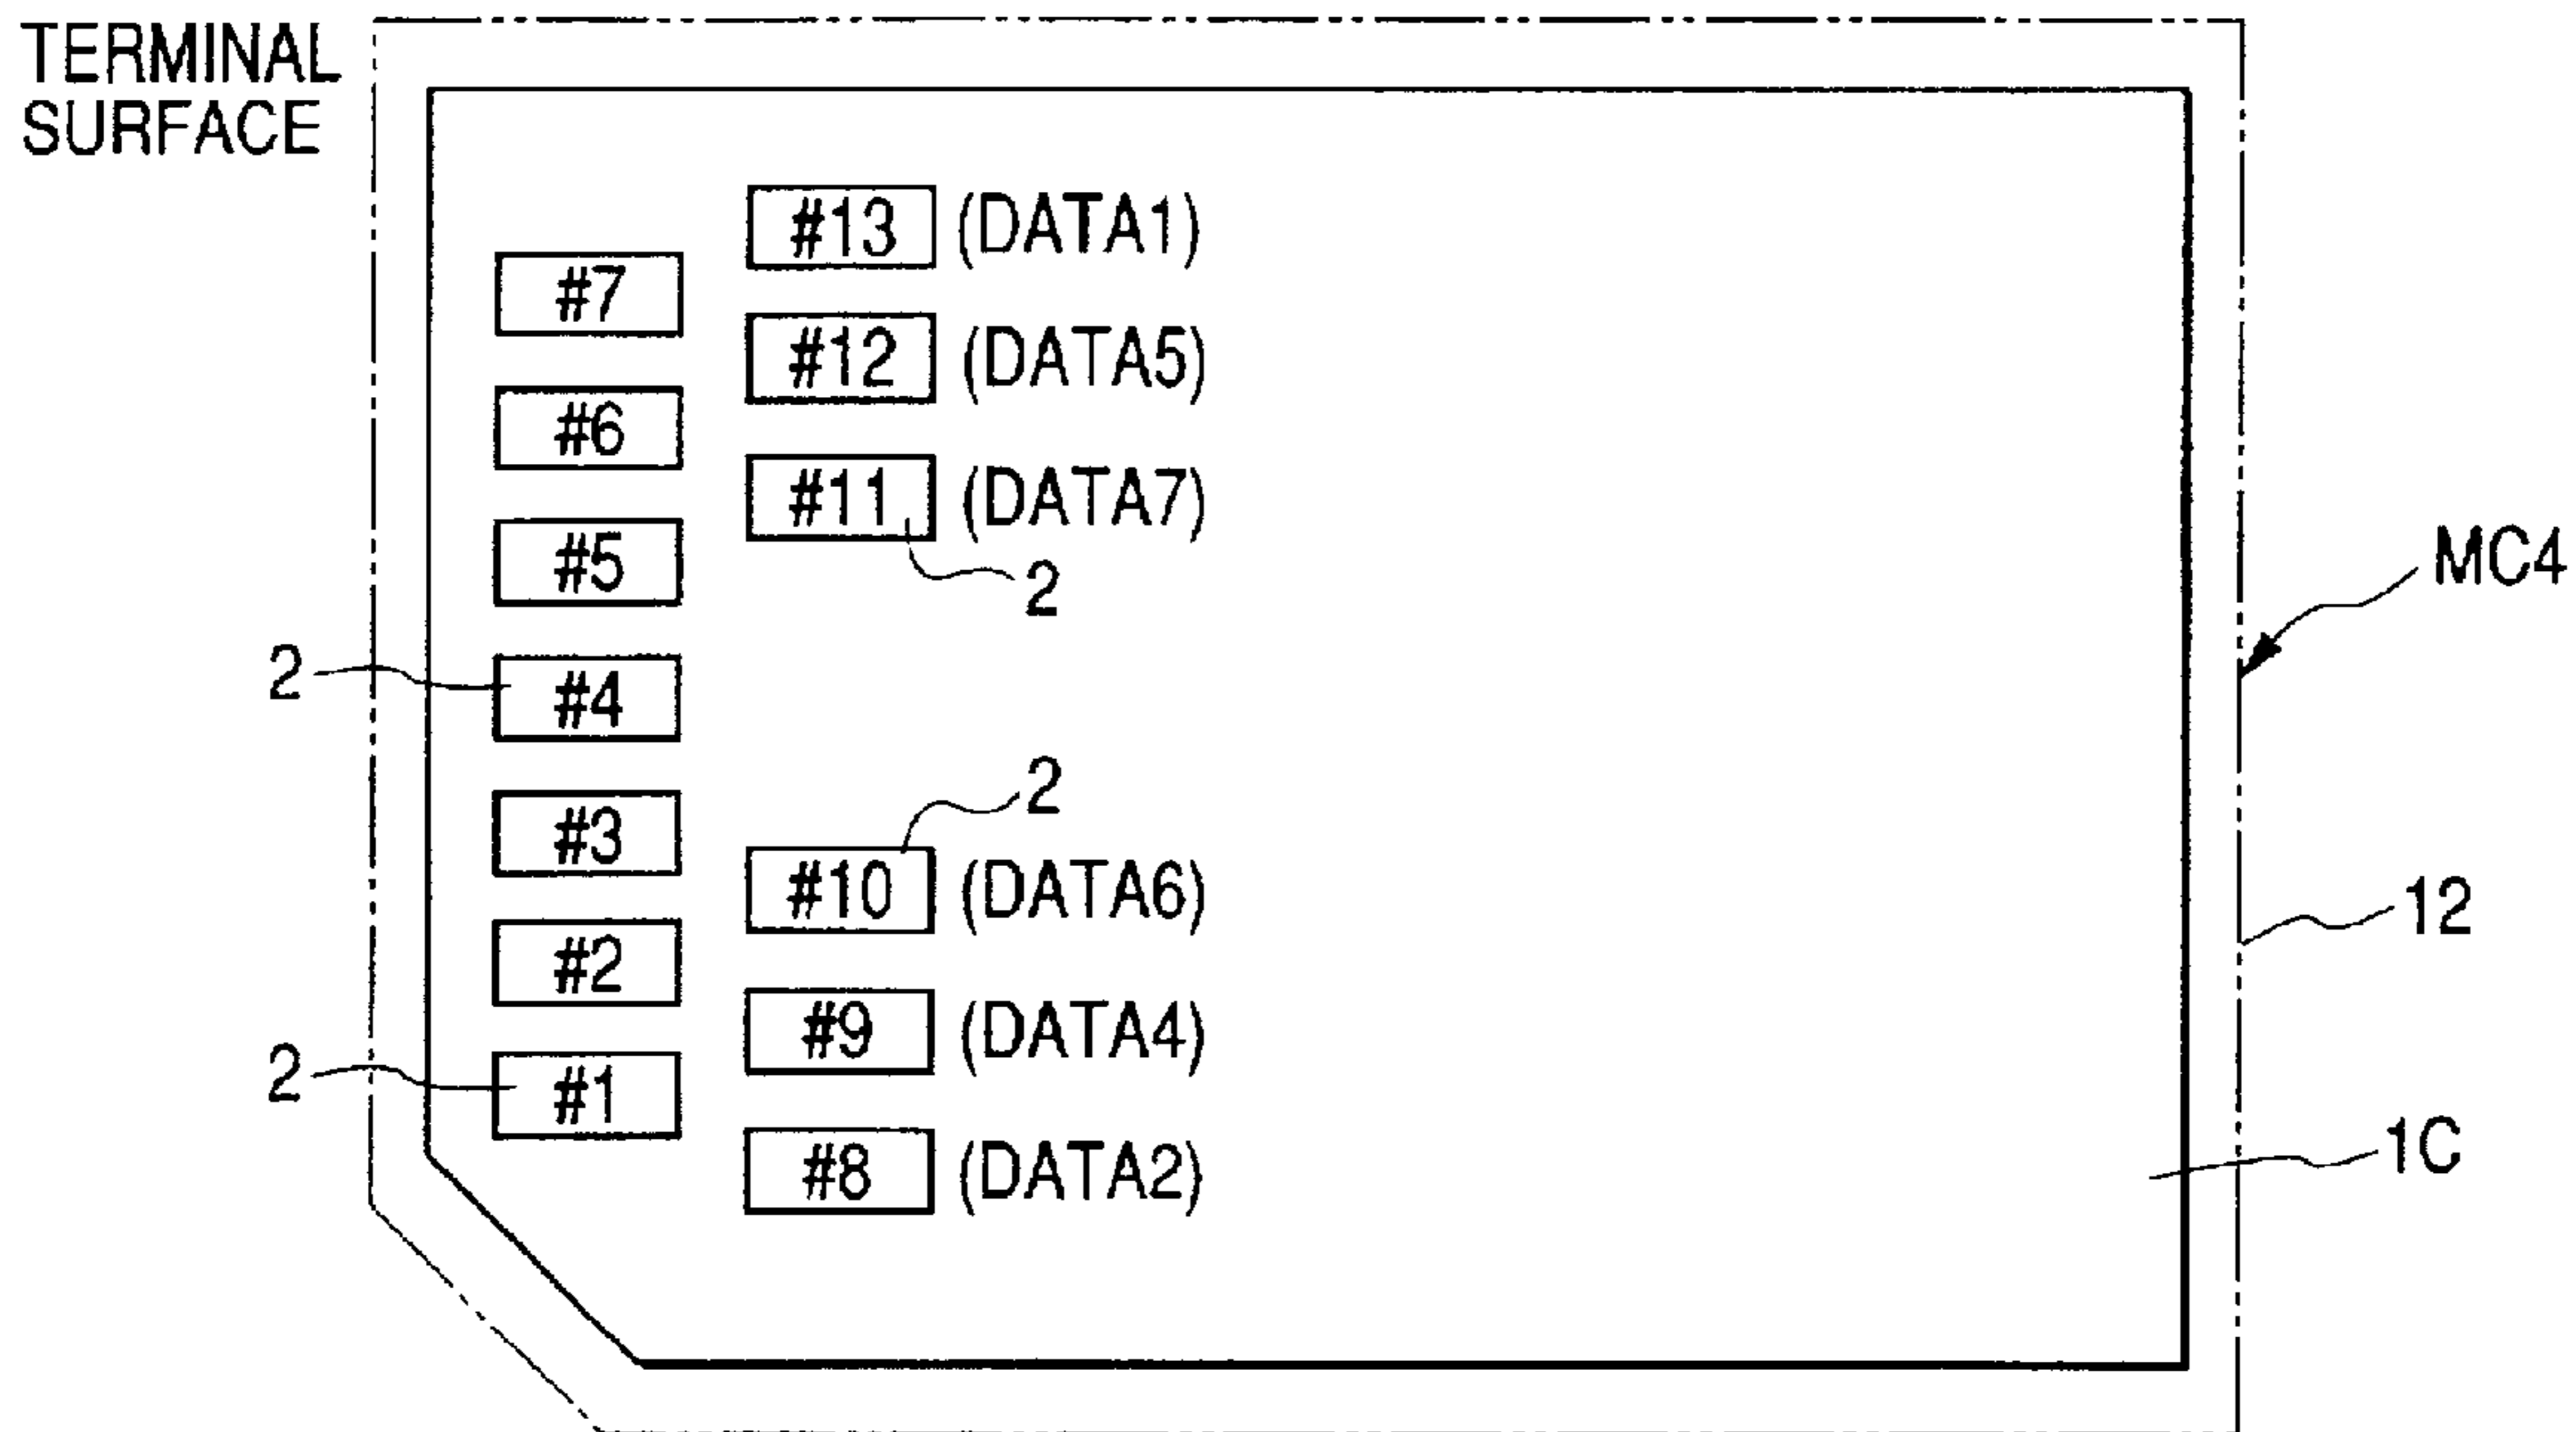 TERMINAL
SURFACE
#13 (DATA1)
#7
#12 (DATA5)
#6
#11 (DATA7)
#5
2
MC4
2
#4
2
#3
#10 (DATA6)
12
#2
#9 (DATA4)
2
#1
1C
#8 (DATA2)